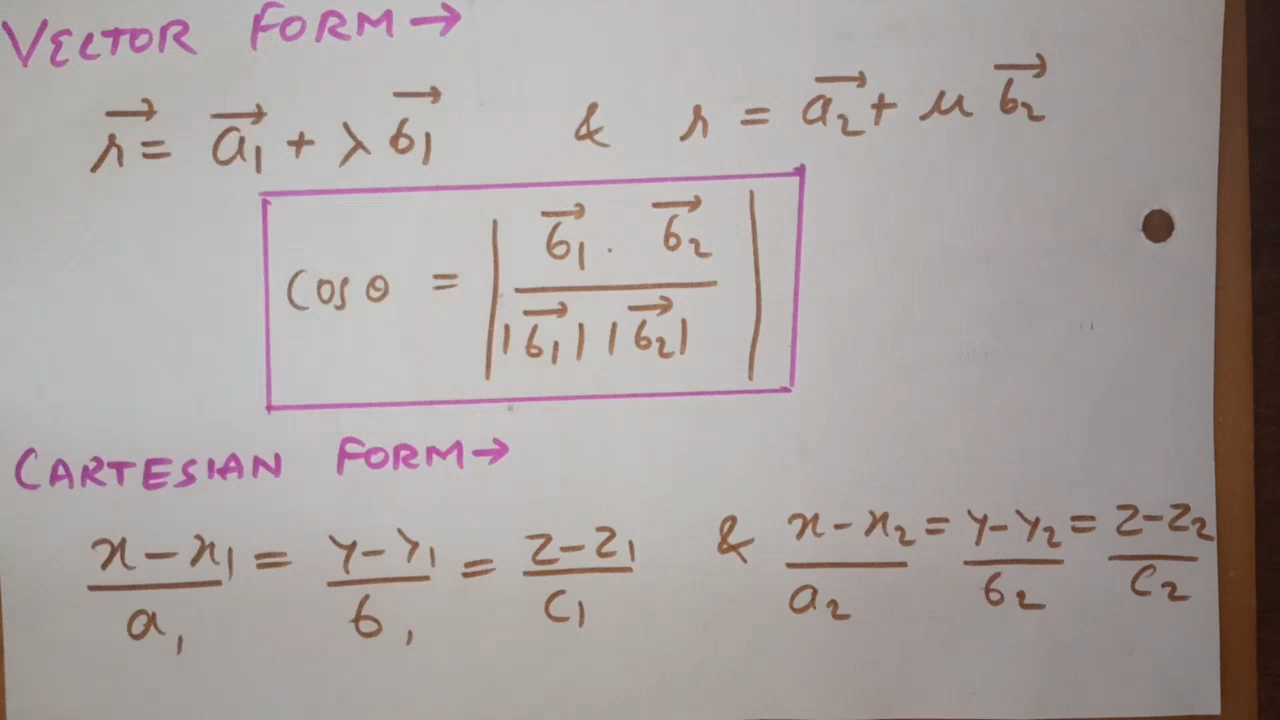 VECTOR FORM→
r⃗ = a⃗₁ + λ b⃗₁ & r = a⃗₂ + μ b⃗₂
Cos θ = | b⃗₁ . b⃗₂ / |b⃗₁| |b⃗₂| |
CARTESIAN FORM→
x-x₁/a₁ = y-y₁/b₁ = z-z₁/c₁ & x-x₂/a₂ = y-y₂/b₂ = z-z₂/c₂